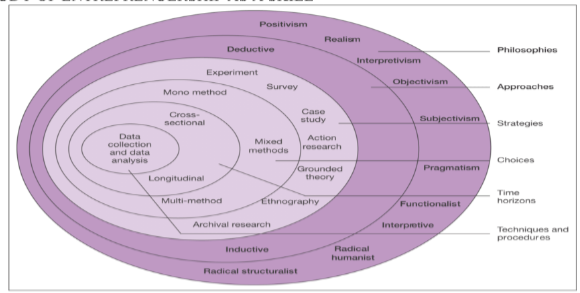 Positivism
Realism
Interpretivism
Objectivism
Subjectivism
Pragmatism
Functionalist
Interpretive
Radical
humanist
Radical structuralist
Deductive
Inductive
Experiment
Survey
Case
study
Action
research
Grounded
theory
Ethnography
Archival research
Mono method
Mixed
methods
Multi-method
Cross-
sectional
Longitudinal
Data
collection
and data
analysis
Philosophies
Approaches
Strategies
Choices
Time
horizons
Techniques and
procedures